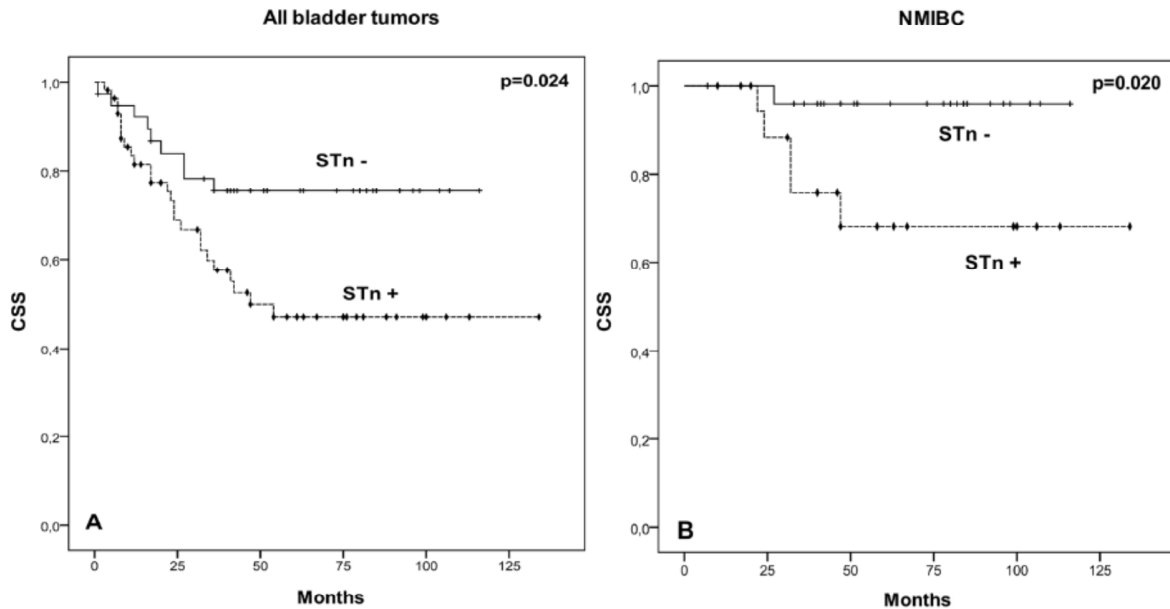 All bladder tumors
p=0.024
1,0
0,8
0,6
0,4
0,2
0,0
CSS
STn -
STn +
A
0 25 50 75 100 125
Months
NMIBC
p=0.020
1,0
0,8
0,6
0,4
0,2
0,0
CSS
STn -
STn +
B
0 25 50 75 100 125
Months